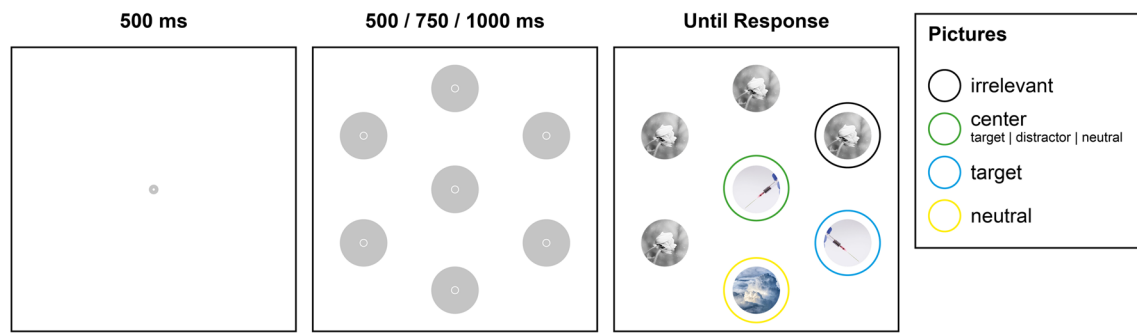 500 ms
500 / 750 / 1000 ms
Until Response
Pictures
irrelevant
center
target | distractor | neutral
target
neutral